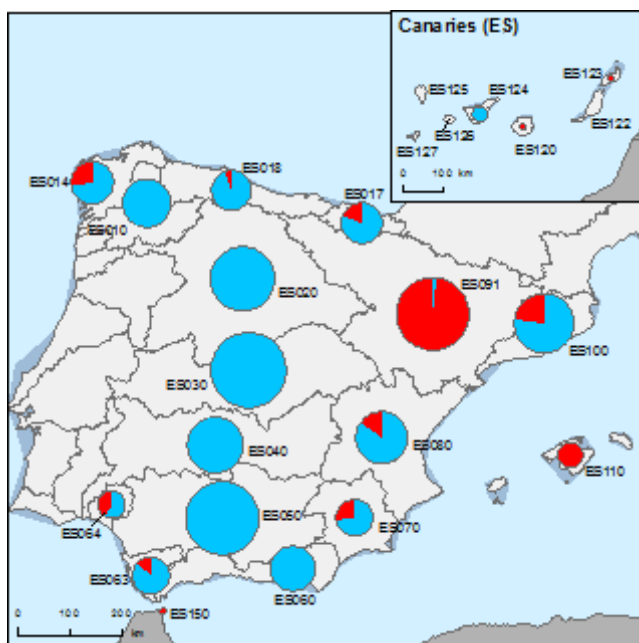 Canaries (ES)
ES123
ES125
ES124
ES122
ES126
ES127
ES120
0 100 km
ES014
ES018
ES017
ES010
ES020
ES091
ES100
ES030
ES040
ES080
ES110
ES050
ES064
ES070
ES063
ES060
ES150
0 100 200
km